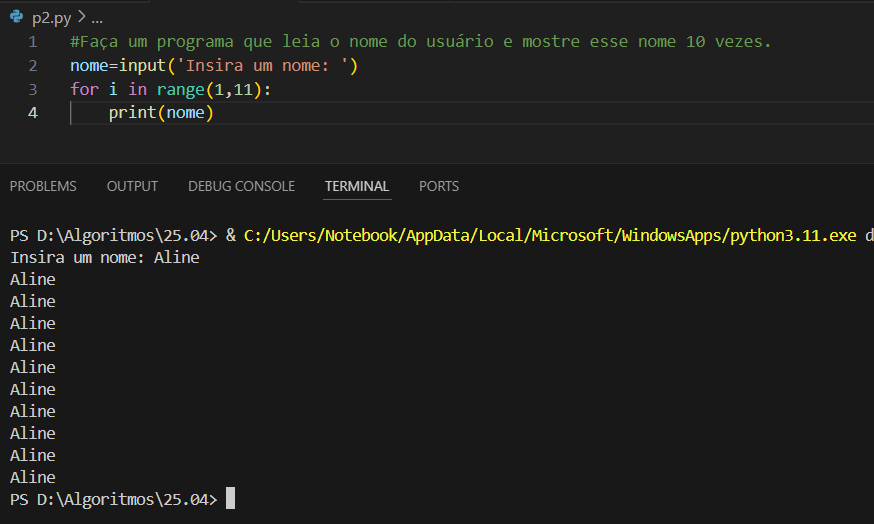 p2.py > ...
1 #Faça um programa que leia o nome do usuário e mostre esse nome 10 vezes.
2 nome=input('Insira um nome: ')
3 for i in range(1,11):
4     print(nome)
PROBLEMS OUTPUT DEBUG CONSOLE TERMINAL PORTS
PS D:\Algoritmos\25.04> & C:/Users/Notebook/AppData/Local/Microsoft/WindowsApps/python3.11.exe d
Insira um nome: Aline
Aline
Aline
Aline
Aline
Aline
Aline
Aline
Aline
Aline
Aline
PS D:\Algoritmos\25.04>